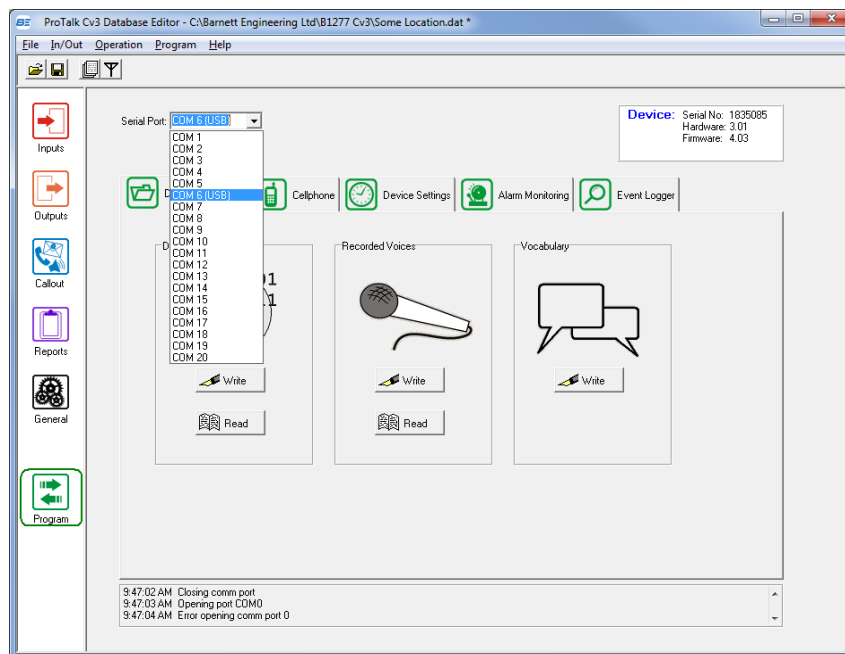 BE ProTalk Cv3 Database Editor - C:\Barnett Engineering Ltd\B1277 Cv3\Some Location.dat *
File In/Out Operation Program Help
Serial Port: COM 6 (USB)
Device: Serial No: 1835085
Hardware: 3.01
Firmware: 4.03
COM 1
COM 2
COM 3
COM 4
COM 5
COM 6 (USB)
COM 7
COM 8
COM 9
COM 10
COM 11
COM 12
COM 13
COM 14
COM 15
COM 16
COM 17
COM 18
COM 19
COM 20
Inputs
Outputs
Callout
Reports
General
Program
D Cellphone Device Settings Alarm Monitoring Event Logger
D Recorded Voices Vocabulary
1
1
Write Write Write
Read Read
9:47:02 AM Closing comm port
9:47:03 AM Opening port COM0
9:47:04 AM Error opening comm port 0